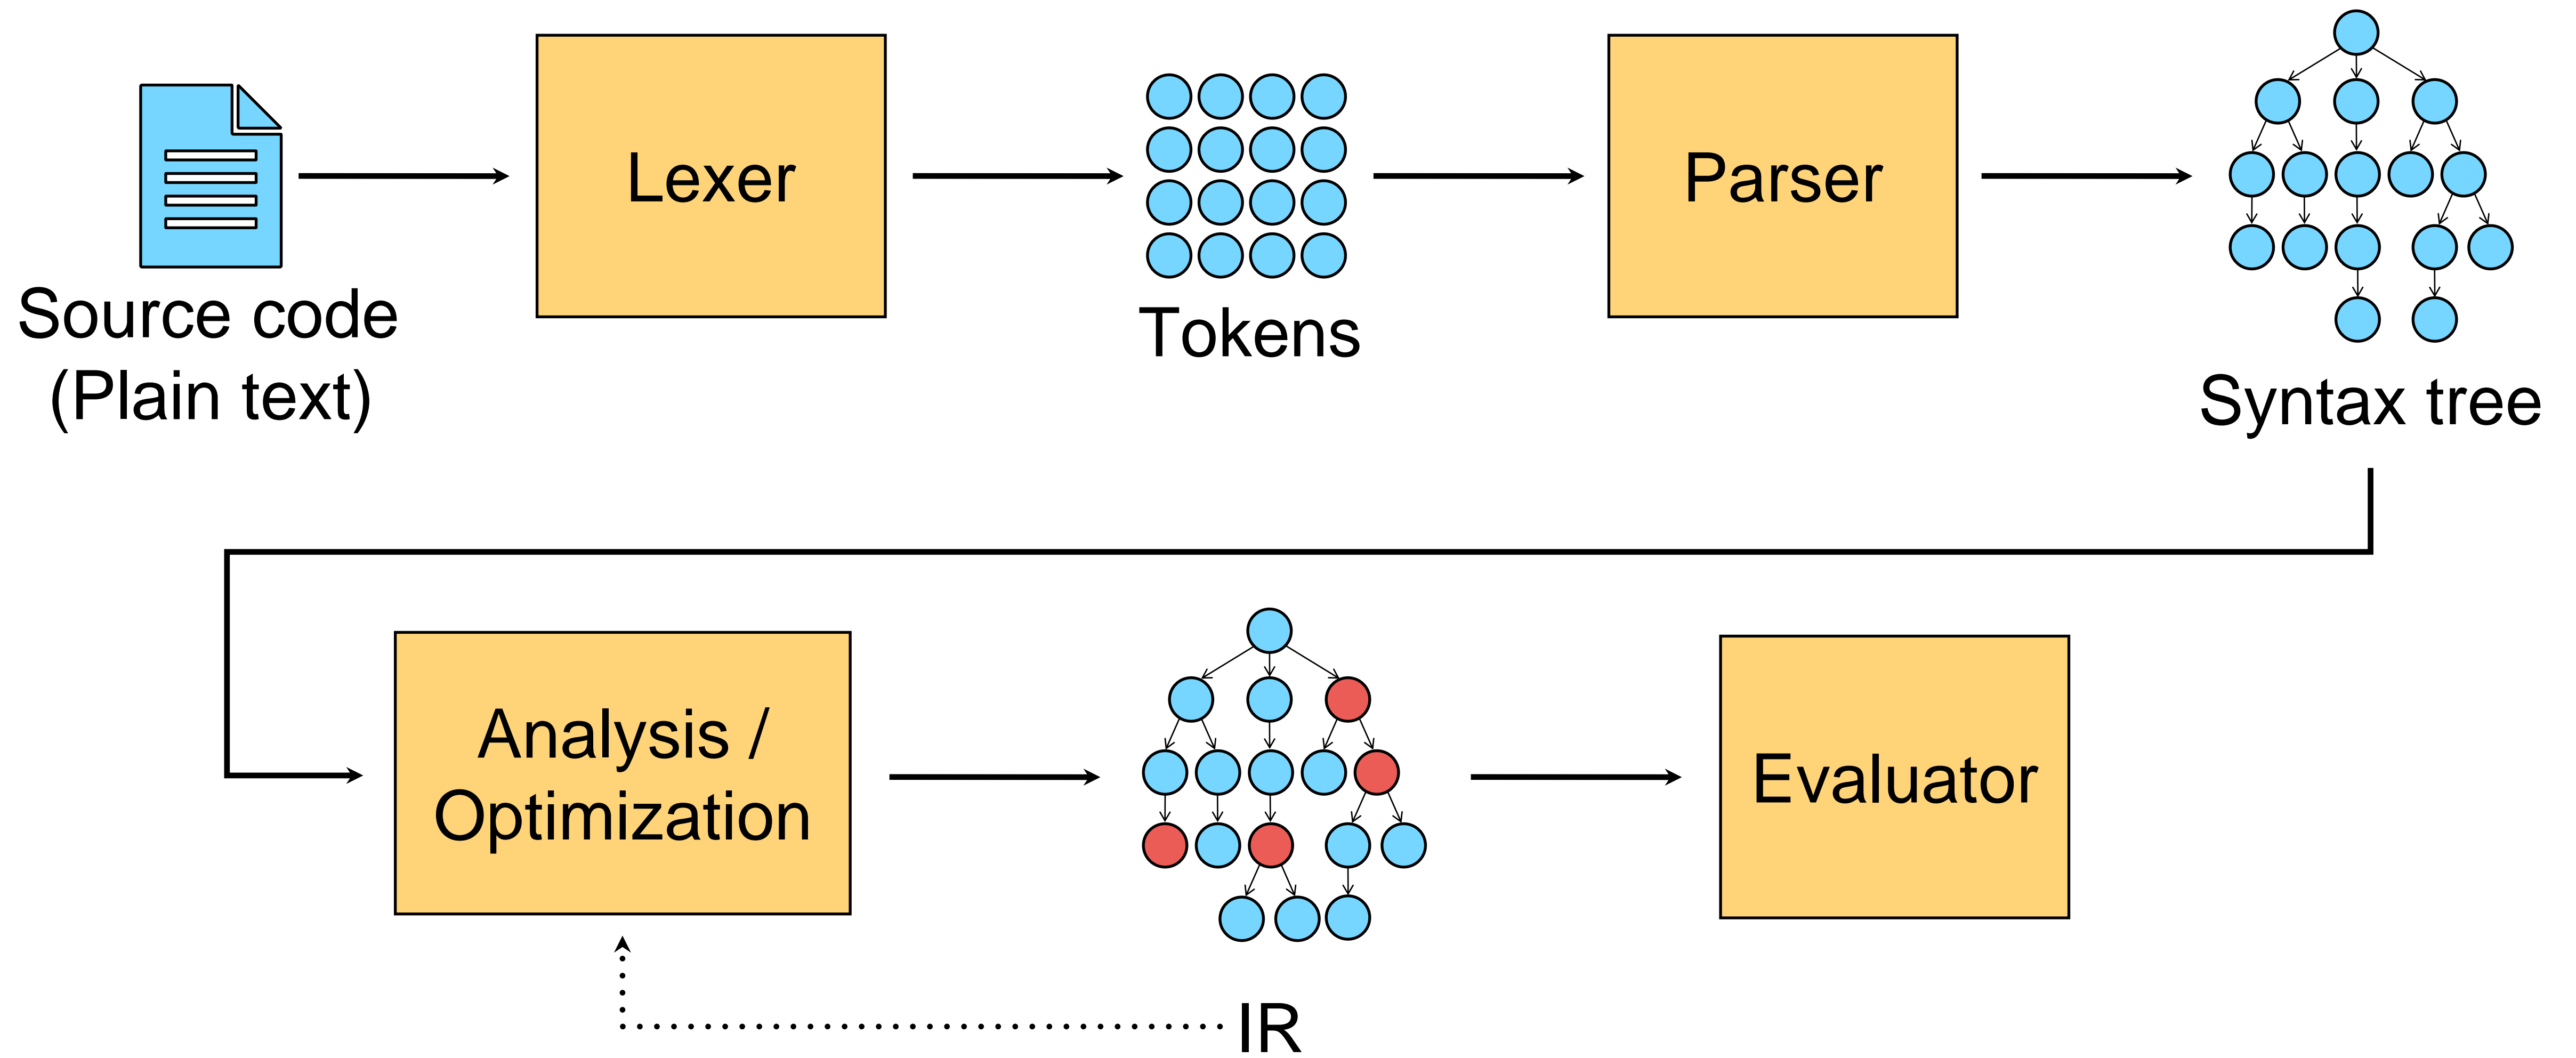 Source code
(Plain text)
Lexer
Tokens
Parser
Syntax tree
Analysis /
Optimization
IR
Evaluator